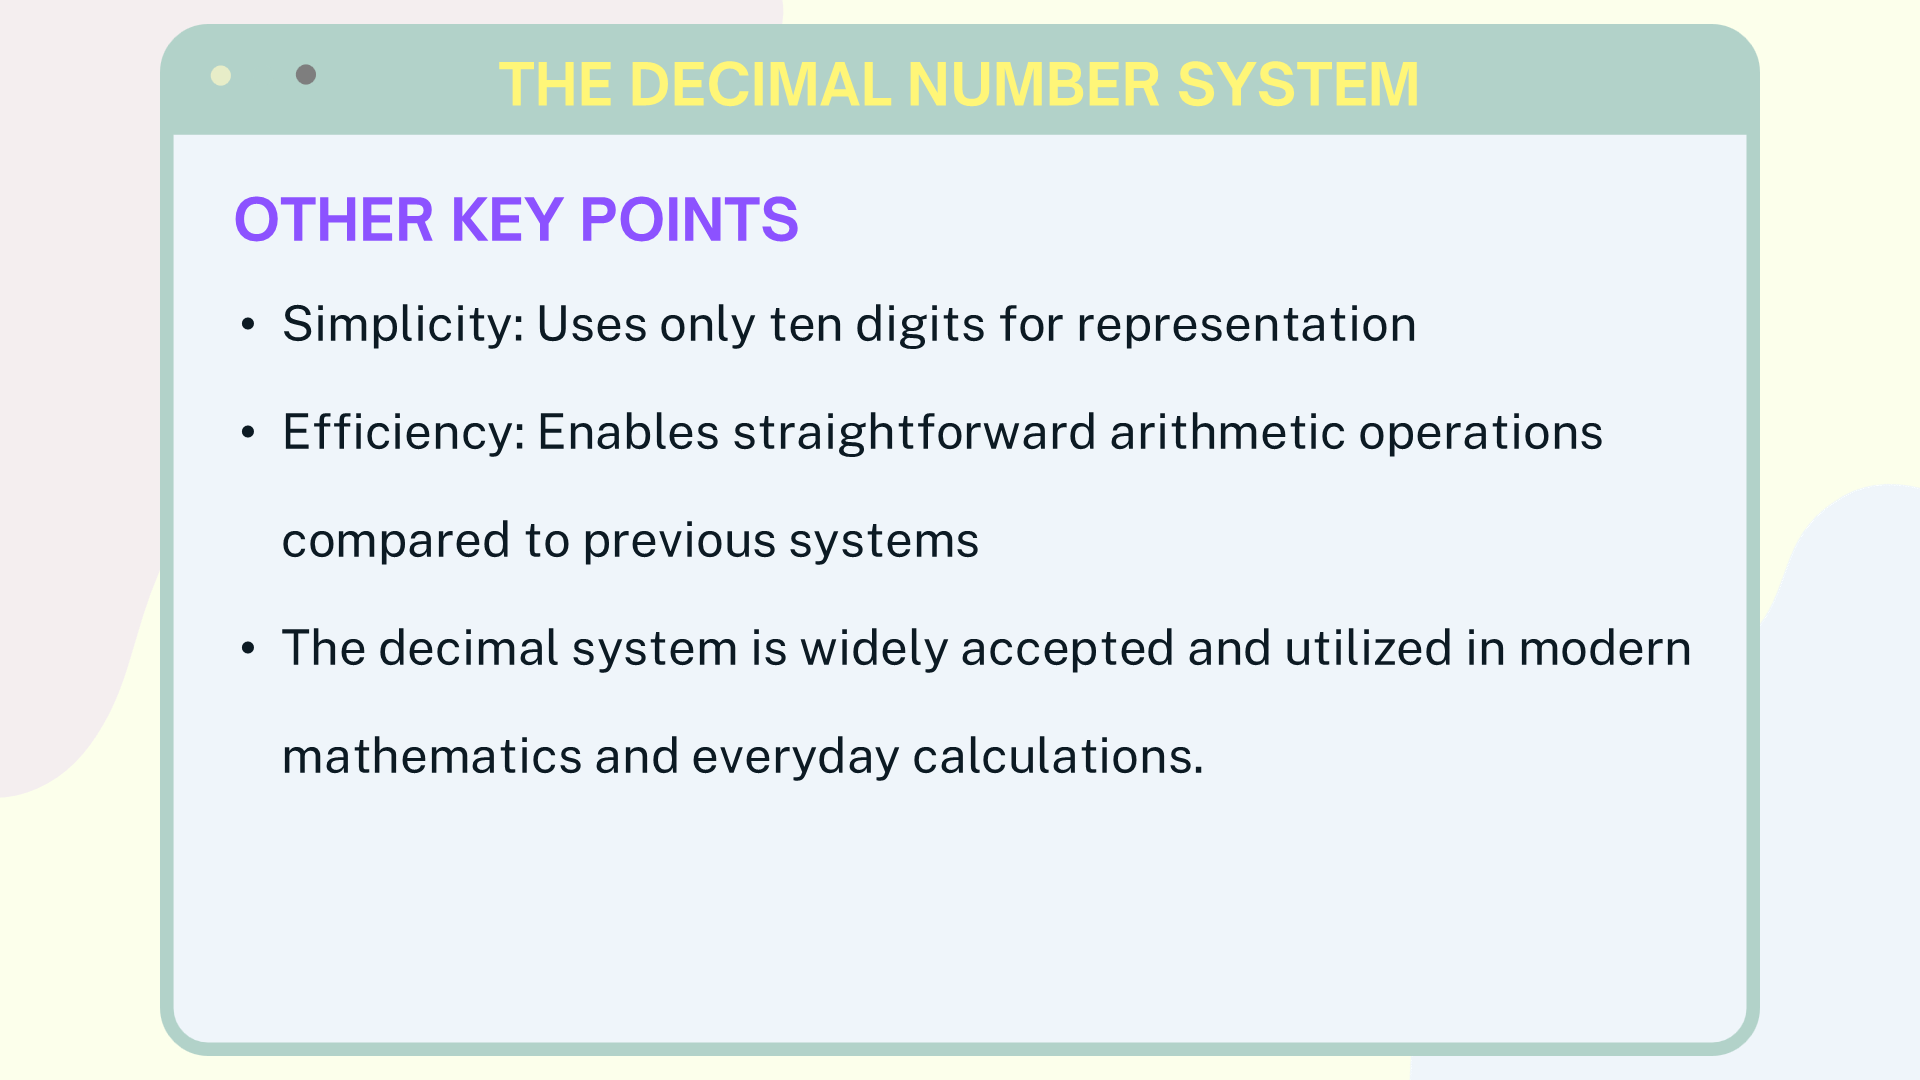 THE DECIMAL NUMBER SYSTEM
OTHER KEY POINTS
• Simplicity: Uses only ten digits for representation
• Efficiency: Enables straightforward arithmetic operations
compared to previous systems
• The decimal system is widely accepted and utilized in modern
mathematics and everyday calculations.